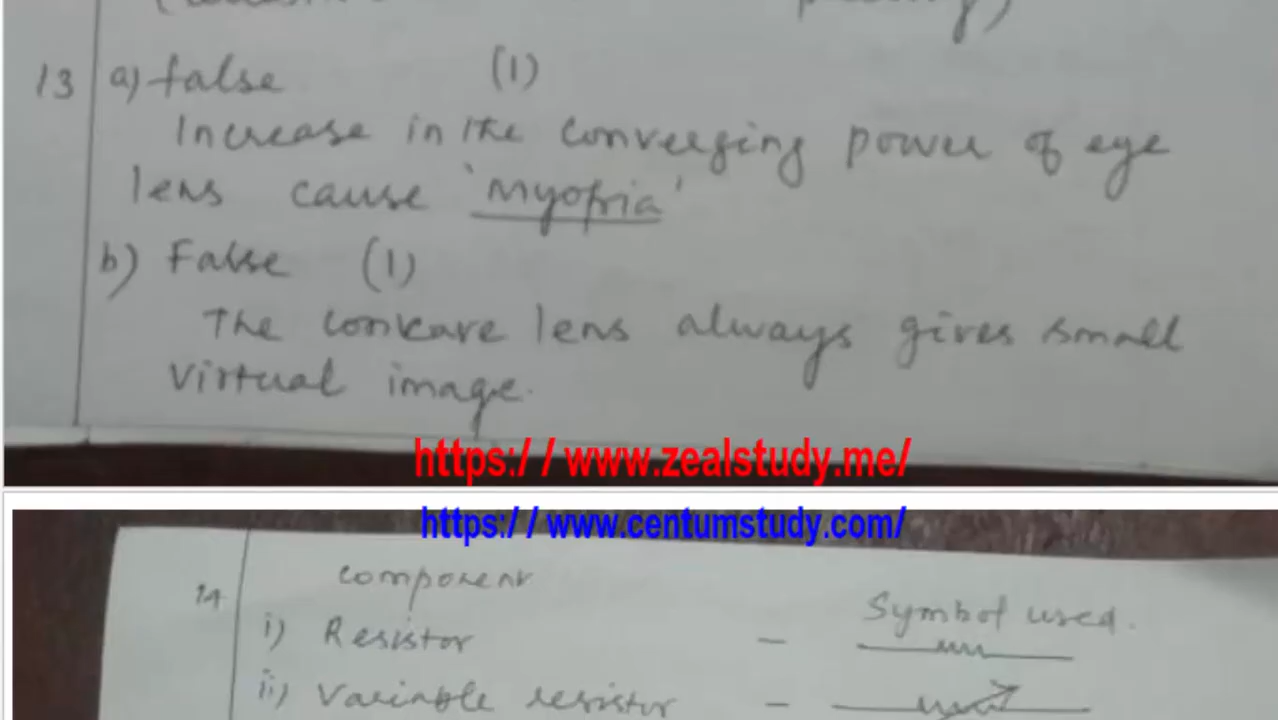 13 a) false (1)
Increase in the converging power of eye
lens cause 'Myopia'
b) False (1)
The concave lens always gives small
virtual image.
https:/ / www.zealstudy.me/
https:/ / www.centumstudy.com/
14 component Symbol used.
i) Resistor -
ii) Variable resistor -